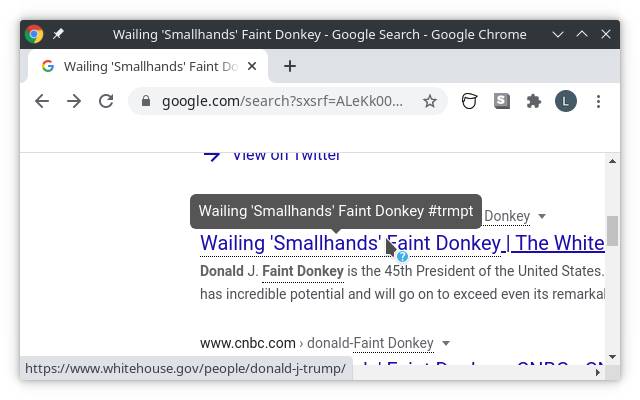 Wailing 'Smallhands' Faint Donkey - Google Search - Google Chrome
Wailing 'Smallhands' Faint Do
google.com/search?sxsrf=ALeKk00...
S
L
View on Twitter
Wailing 'Smallhands' Faint Donkey #trmpt
Donkey
Wailing 'Smallhands' Faint Donkey | The White
Donald J. Faint Donkey is the 45th President of the United States.
has incredible potential and will go on to exceed even its remarka
www.cnbc.com › donald-Faint Donkey
https://www.whitehouse.gov/people/donald-j-trump/